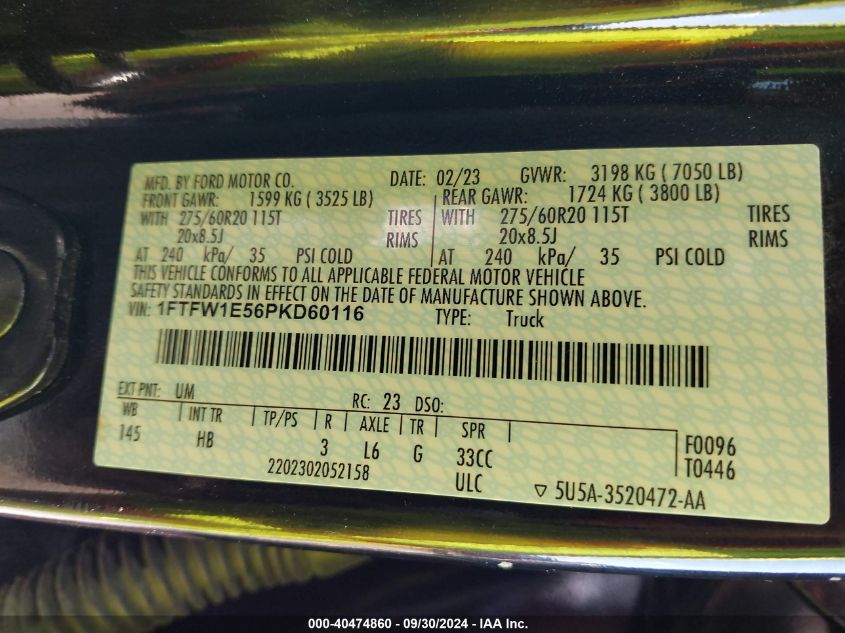 MFD. BY FORD MOTOR CO. DATE: 02/23 GVWR: 3198 KG ( 7050 LB)
FRONT GAWR: 1599 KG ( 3525 LB) REAR GAWR: 1724 KG ( 3800 LB)
WITH 275/60R20 115T TIRES WITH 275/60R20 115T TIRES
20x8.5J RIMS 20x8.5J RIMS
AT 240 kPa/ 35 PSI COLD AT 240 kPa/ 35 PSI COLD
THIS VEHICLE CONFORMS TO ALL APPLICABLE FEDERAL MOTOR VEHICLE
SAFETY STANDARDS IN EFFECT ON THE DATE OF MANUFACTURE SHOWN ABOVE.
VIN: 1FTFW1E56PKD60116 TYPE: Truck
EXT PNT: UM RC: 23 DSO:
WB INT TR TP/PS R AXLE TR SPR
145 HB 3 L6 G 33CC F0096
2202302052158 ULC T0446
5U5A-3520472-AA
000-40474860 - 09/30/2024 - IAA Inc.